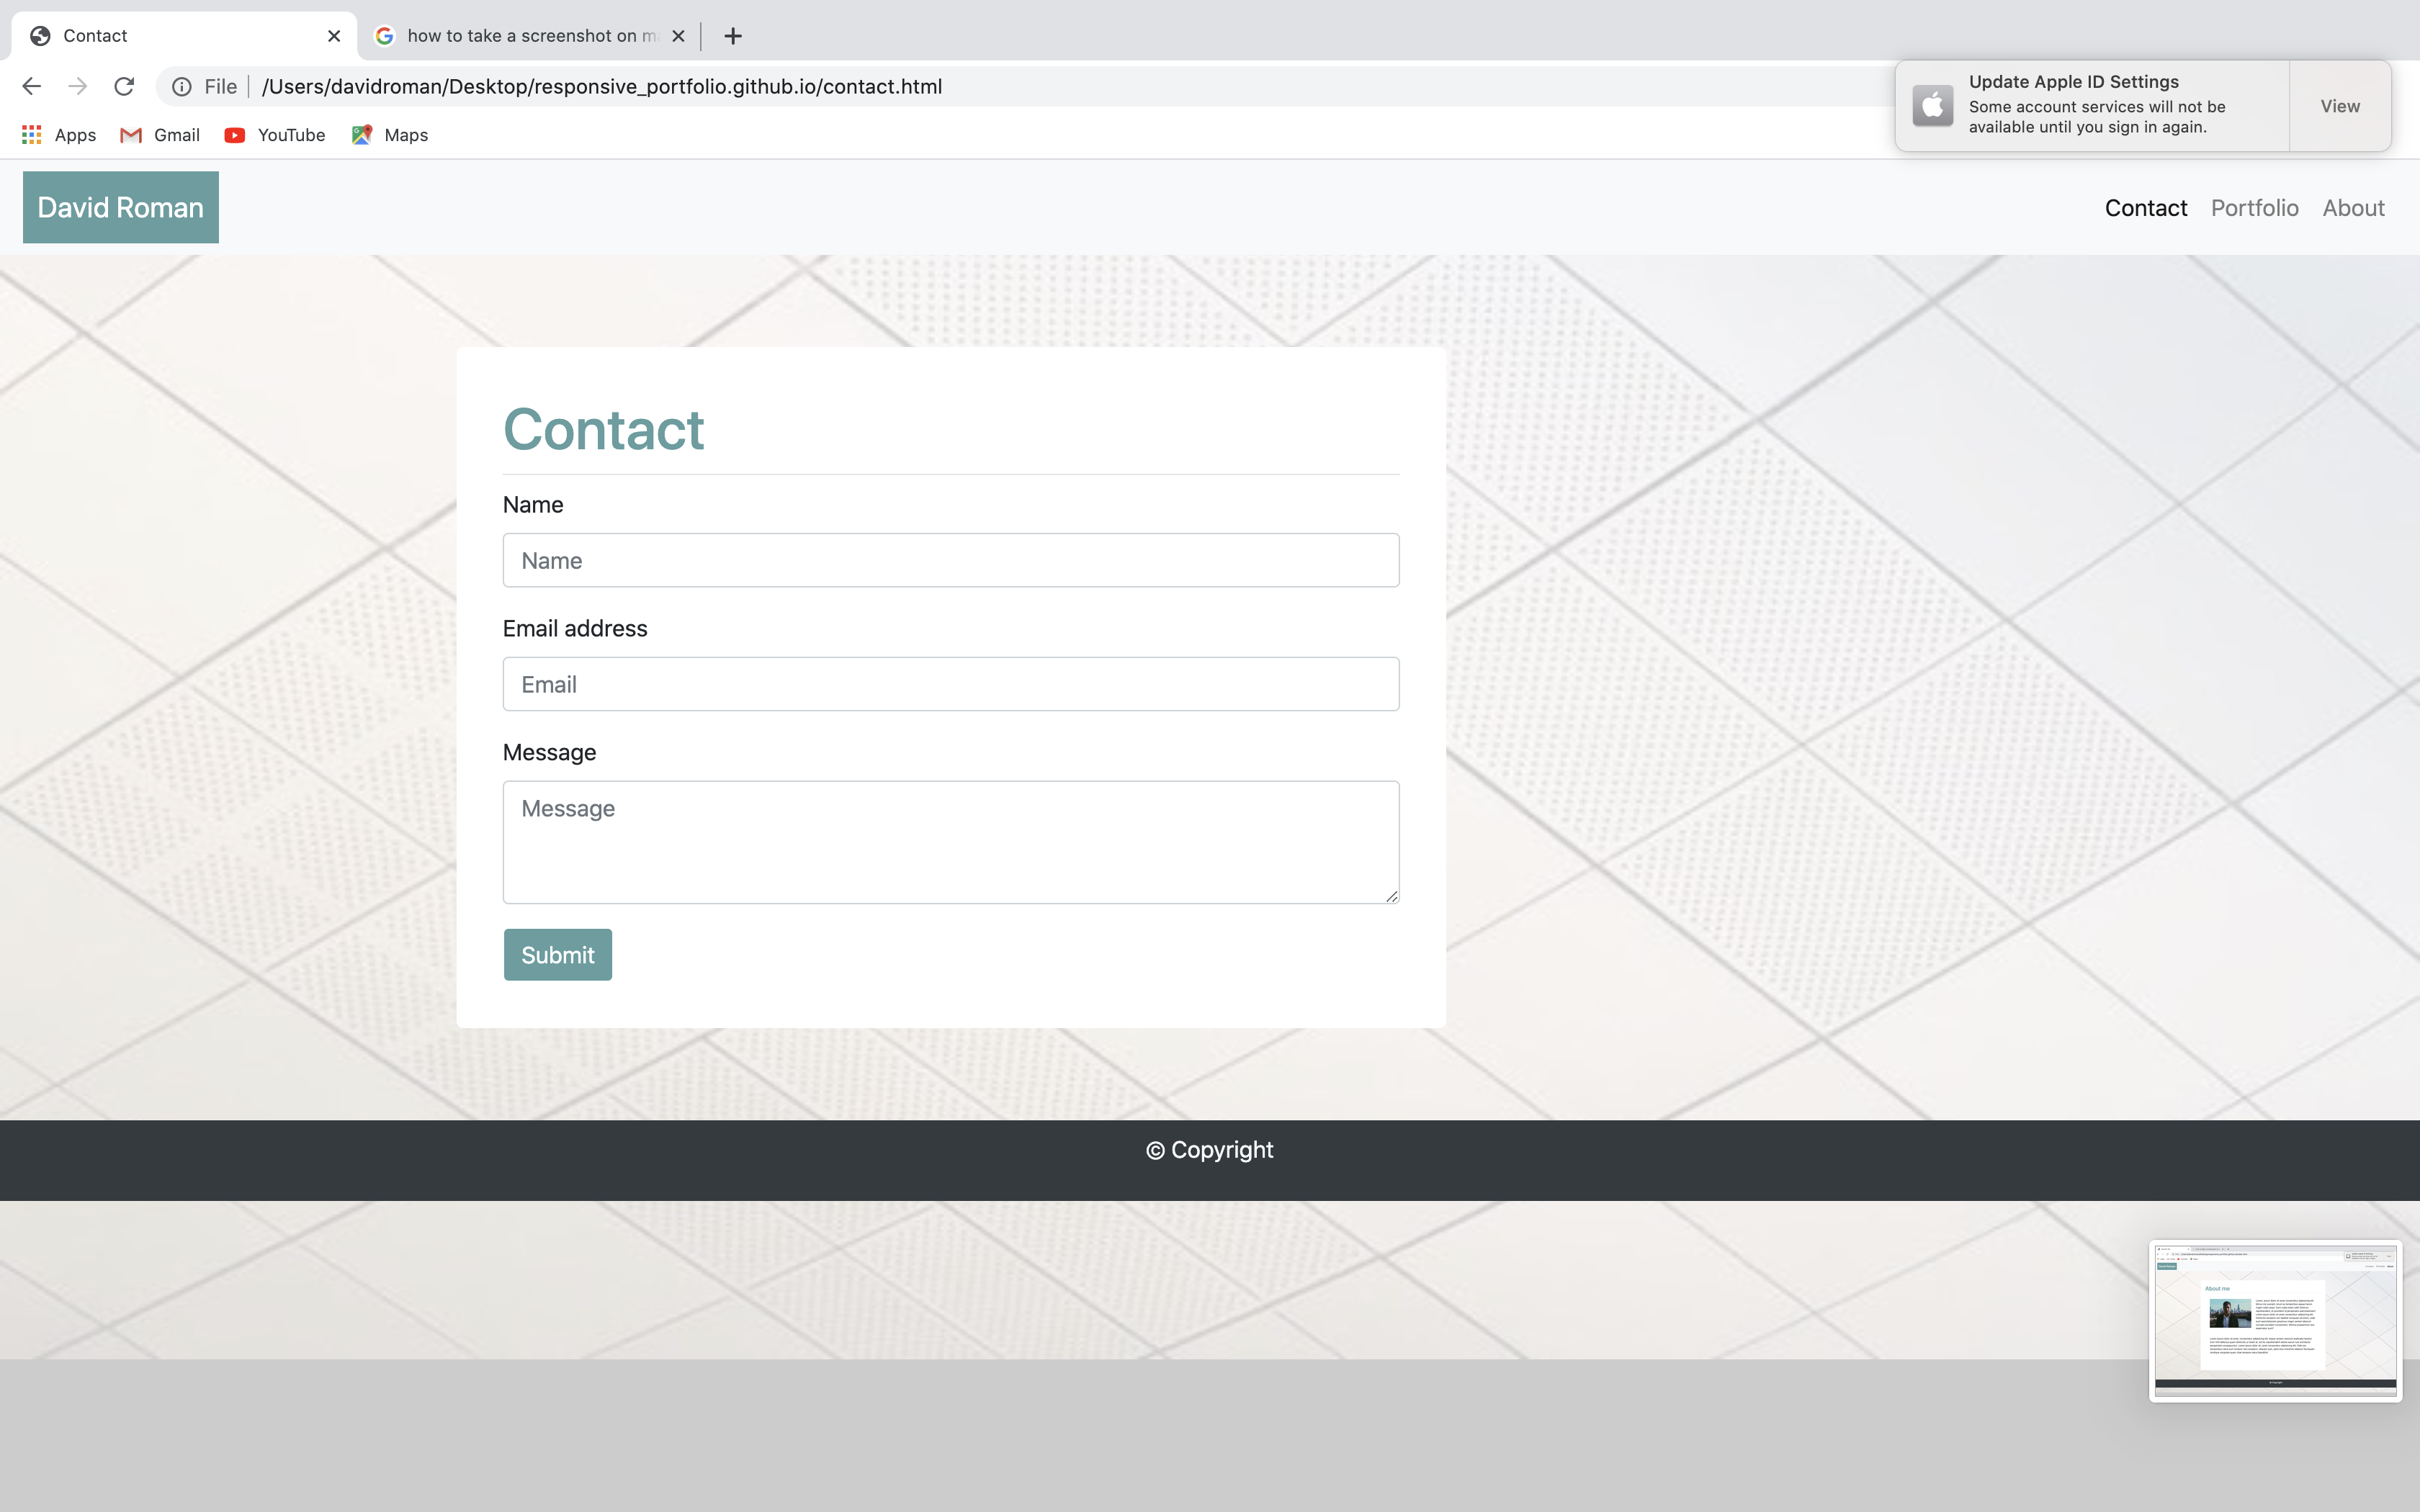 Contact
how to take a screenshot on m
File
/Users/davidroman/Desktop/responsive_portfolio.github.io/contact.html
Update Apple ID Settings
Some account services will not be
available until you sign in again.
View
Apps
Gmail
YouTube
Maps
David Roman
Contact
Portfolio
About
Contact
Name
Name
Email address
Email
Message
Message
Submit
© Copyright
About me